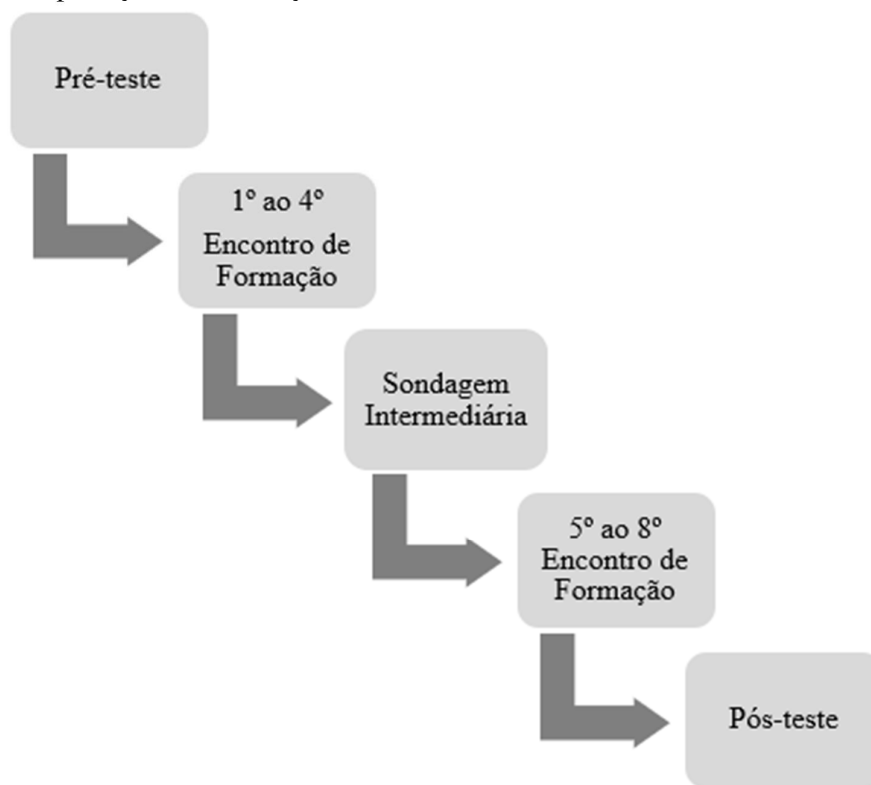 Pré-teste
1º ao 4º
Encontro de
Formação
Sondagem
Intermediária
5º ao 8º
Encontro de
Formação
Pós-teste